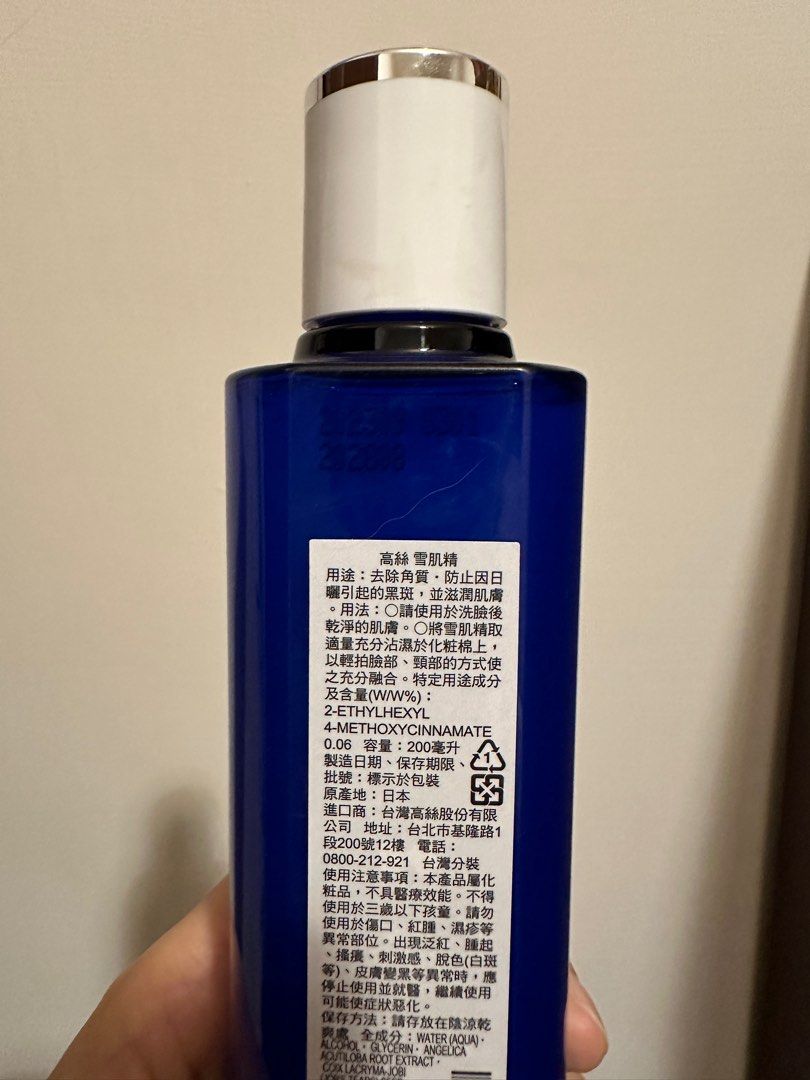 高絲 雪肌精
用途：去除角質・防止因日
曬引起的黑斑，並滋潤肌膚
。用法：○請使用於洗臉後
乾淨的肌膚。○將雪肌精取
適量充分沾濕於化粧棉上，
以輕拍臉部、頸部的方式使
之充分融合。特定用途成分
及含量(W/W%)：
2-ETHYLHEXYL
4-METHOXYCINNAMATE
0.06 容量：200毫升
製造日期、保存期限、
批號：標示於包裝
原產地：日本
進口商：台灣高絲股份有限
公司 地址：台北市基隆路1
段200號12樓 電話：
0800-212-921 台灣分裝
使用注意事項：本產品屬化
粧品，不具醫療效能。不得
使用於三歲以下孩童。請勿
使用於傷口、紅腫、濕疹等
異常部位。出現泛紅、腫起
、搔癢、刺激感、脫色(白斑
等)、皮膚變黑等異常時，應
停止使用並就醫，繼續使用
可能使症狀惡化。
保存方法：請存放在陰涼乾
爽處 全成分：WATER (AQUA)・
ALCOHOL・GLYCERIN・ANGELICA
ACUTILOBA ROOT EXTRACT・
COIX LACRYMA-JOBI